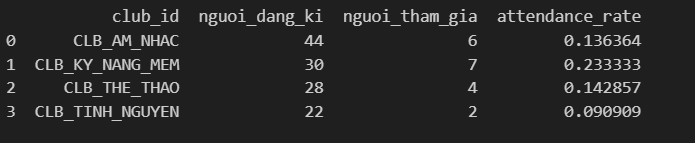 club_id nguoi_dang_ki nguoi_tham_gia attendance_rate
0 CLB_AM_NHAC 44 6 0.136364
1 CLB_KY_NANG_MEM 30 7 0.233333
2 CLB_THE_THAO 28 4 0.142857
3 CLB_TINH_NGUYEN 22 2 0.090909